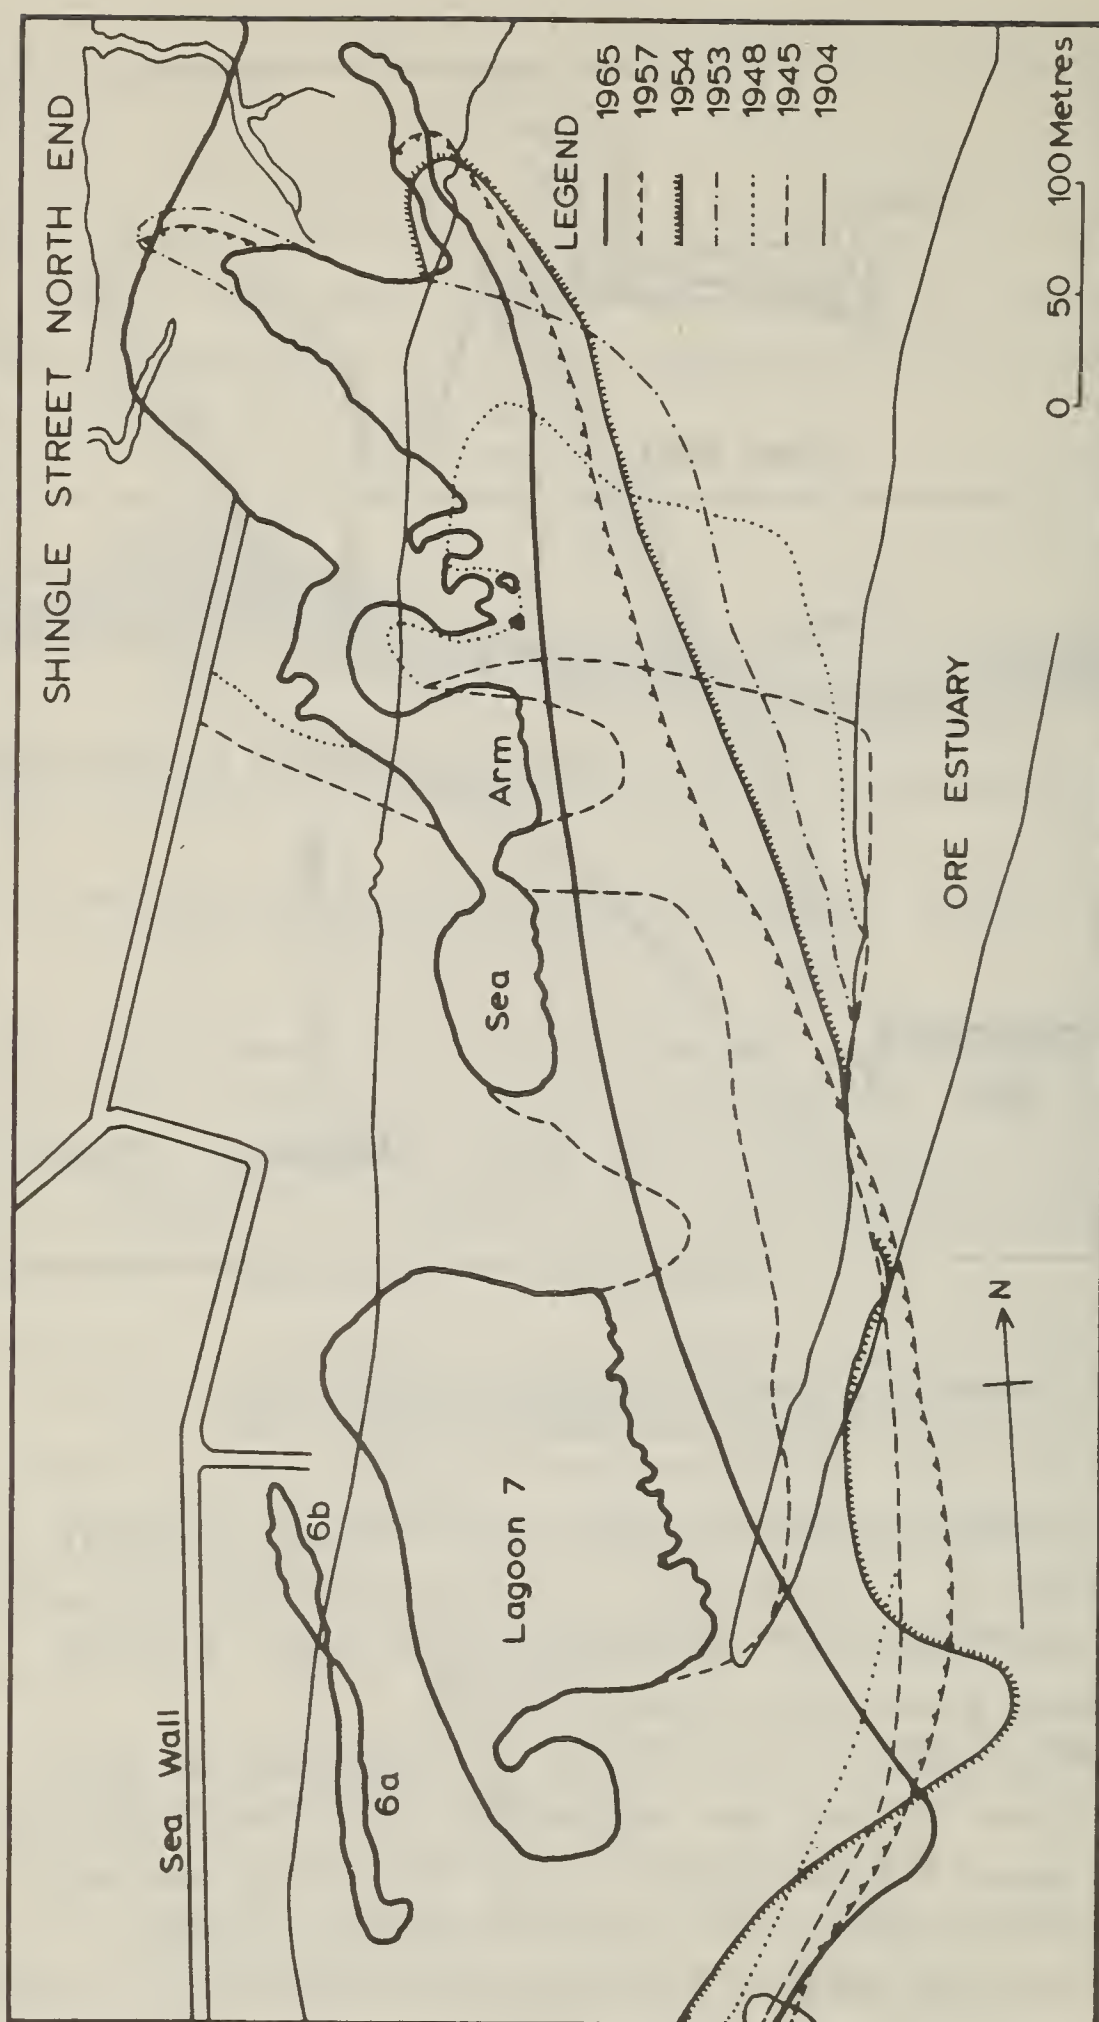 SHINGLE STREET NORTH END
LEGEND
1965
1957
1954
1953
1948
1945
1904
0 50 100 Metres
Sea Wall
6a
6b
Lagoon 7
Sea Arm
ORE ESTUARY
N